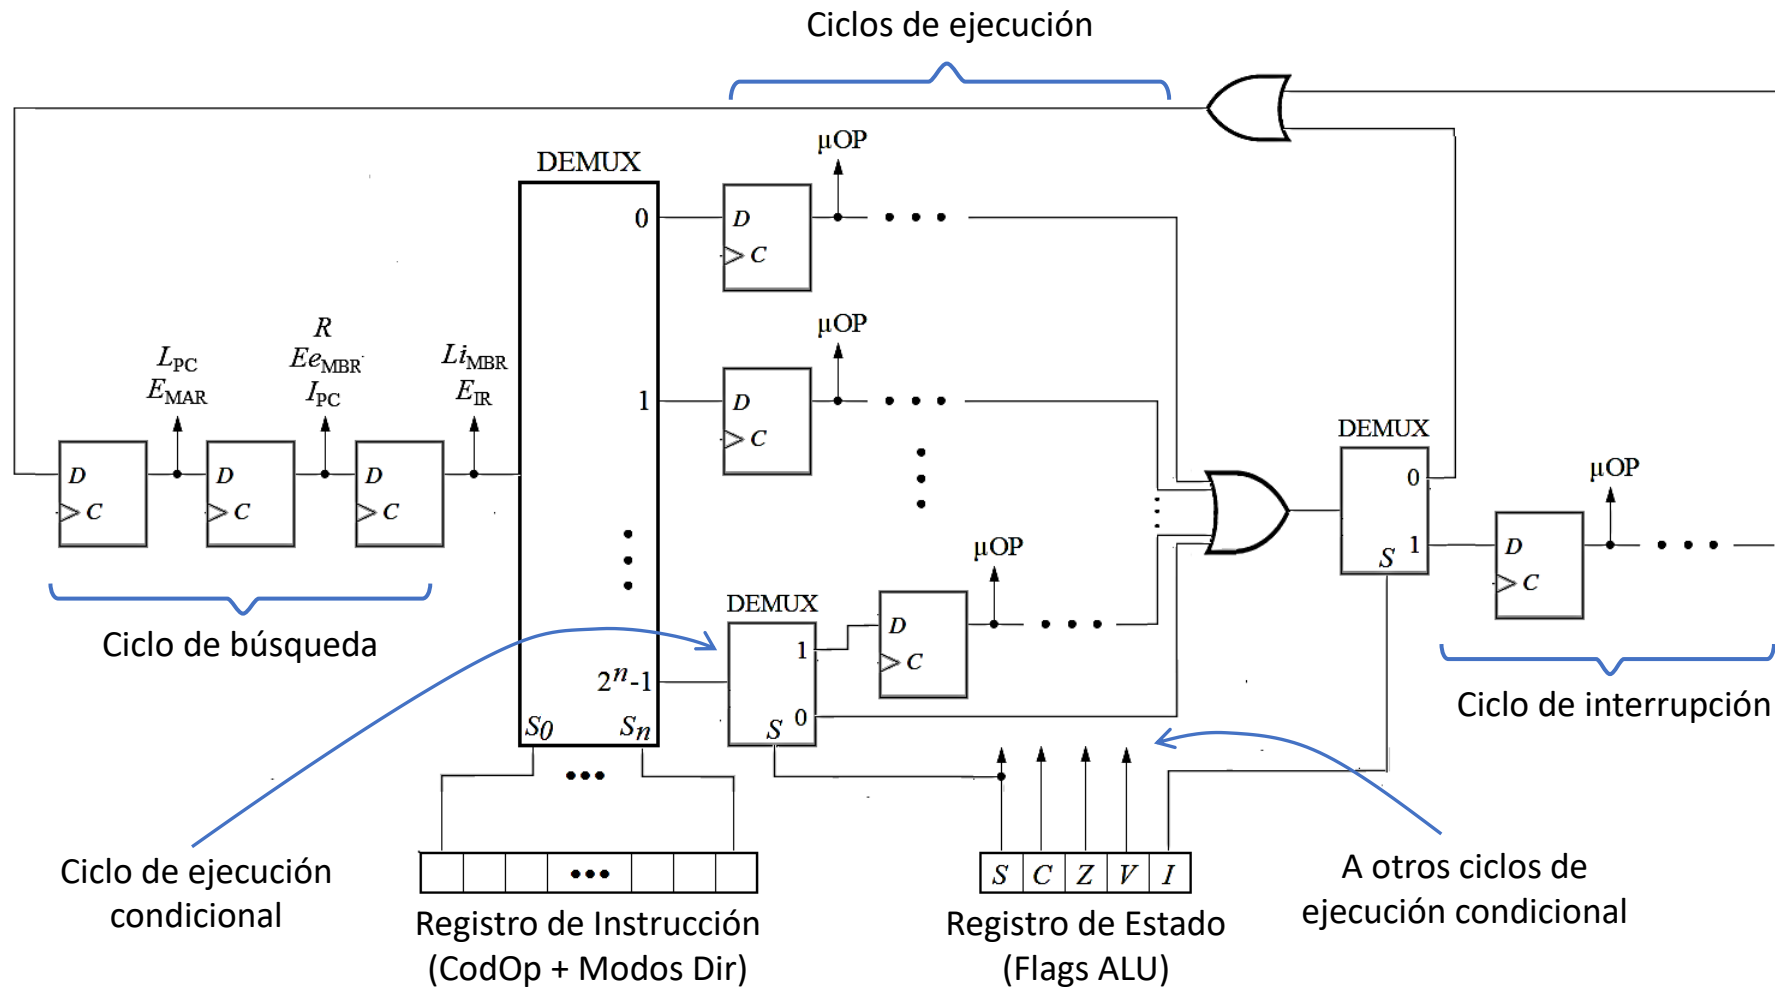 Ciclos de ejecución
µOP
DEMUX
0
D
C
µOP
R
L_PC
Ee_MBR
Li_MBR
E_MAR
I_PC
E_IR
1
D
C
DEMUX
0
1
S
µOP
D
C
D
C
D
C
D
C
µOP
DEMUX
1
0
S
D
C
2^n-1
S_0
S_n
Ciclo de búsqueda
Ciclo de interrupción
Ciclo de ejecución
condicional
S C Z V I
A otros ciclos de
ejecución condicional
Registro de Instrucción
(CodOp + Modos Dir)
Registro de Estado
(Flags ALU)